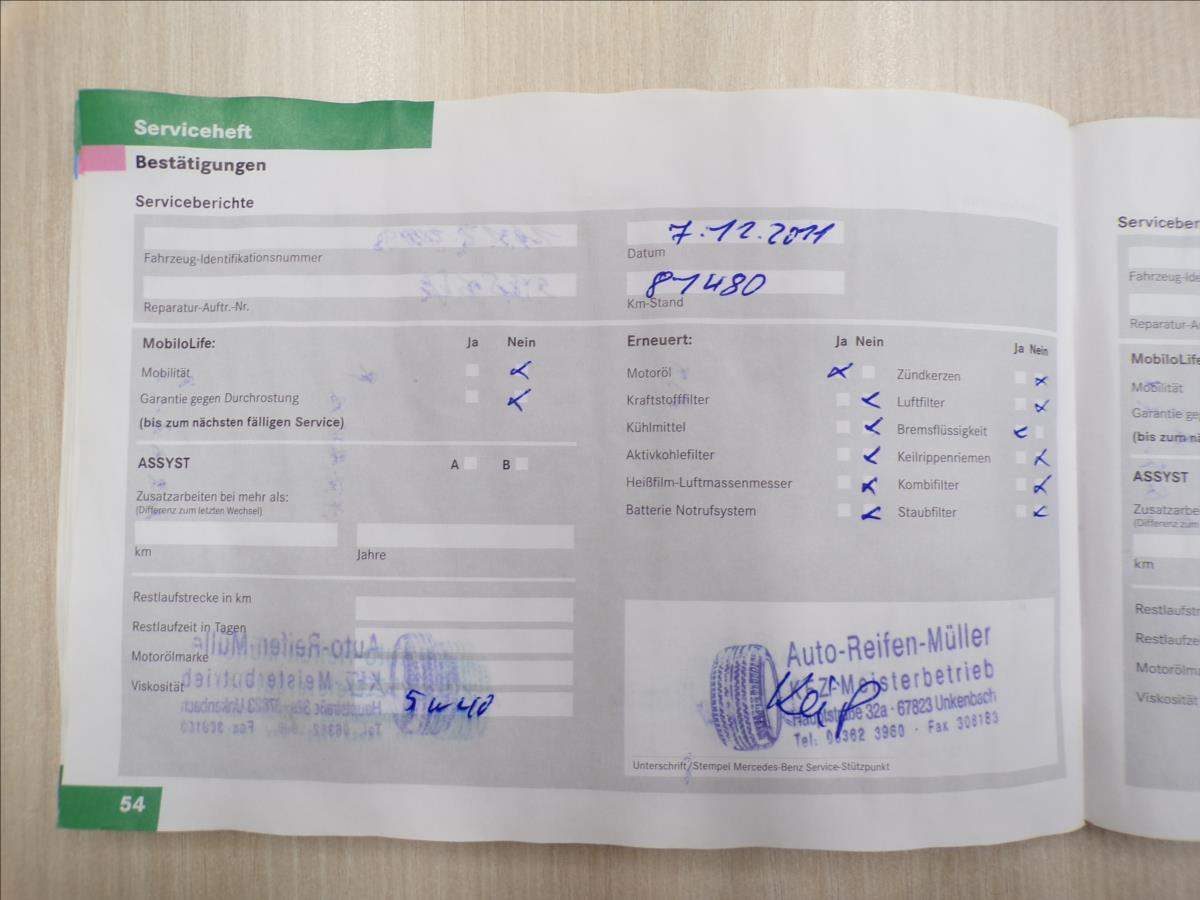 Serviceheft
Bestätigungen
Serviceberichte
Fahrzeug-Identifikationsnummer
Reparatur-Auftr.-Nr.
7.12.2011
Datum
81480
Km-Stand
MobiloLife: Ja Nein
Mobilität
Garantie gegen Durchrostung
(bis zum nächsten fälligen Service)
ASSYST A B
Zusatzarbeiten bei mehr als:
(Differenz zum letzten Wechsel)
km Jahre
Restlaufstrecke in km
Restlaufzeit in Tagen
Motorölmarke
Viskosität 5w40
Erneuert: Ja Nein Ja Nein
Motoröl Zündkerzen
Kraftstofffilter Luftfilter
Kühlmittel Bremsflüssigkeit
Aktivkohlefilter Keilrippenriemen
Heißfilm-Luftmassenmesser Kombifilter
Batterie Notrufsystem Staubfilter
Auto-Reifen-Müller
KFZ-Meisterbetrieb
Hauptstraße 32a · 67823 Unkenbach
Tel: 06362 3960 · Fax 308183
Unterschrift/Stempel Mercedes-Benz Service-Stützpunkt
54
Serviceber
Fahrzeug-Ide
Reparatur-A
MobiloLife
Mobilität
Garantie geg
(bis zum nä
ASSYST
Zusatzarbe
(Differenz zum
km
Restlaufstr
Restlaufze
Motorölma
Viskosität